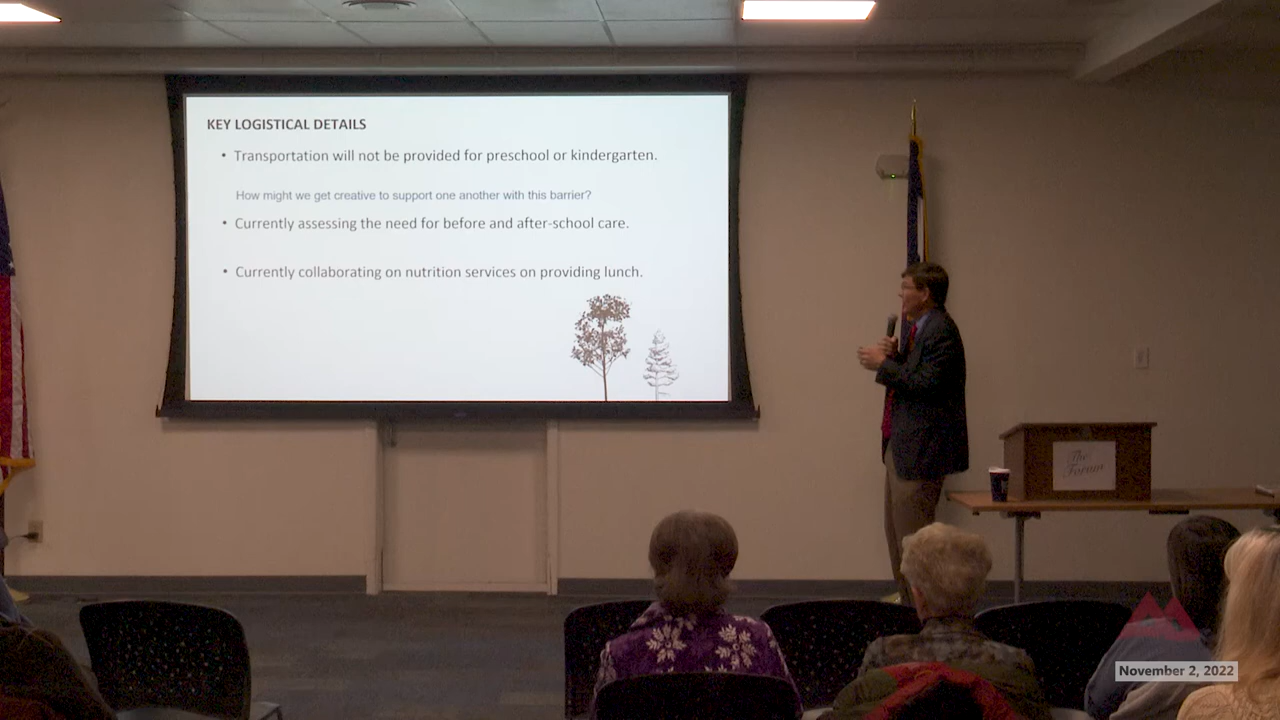 KEY LOGISTICAL DETAILS
• Transportation will not be provided for preschool or kindergarten.
How might we get creative to support one another with this barrier?
• Currently assessing the need for before and after-school care.
• Currently collaborating on nutrition services on providing lunch.
The
Forum
November 2, 2022